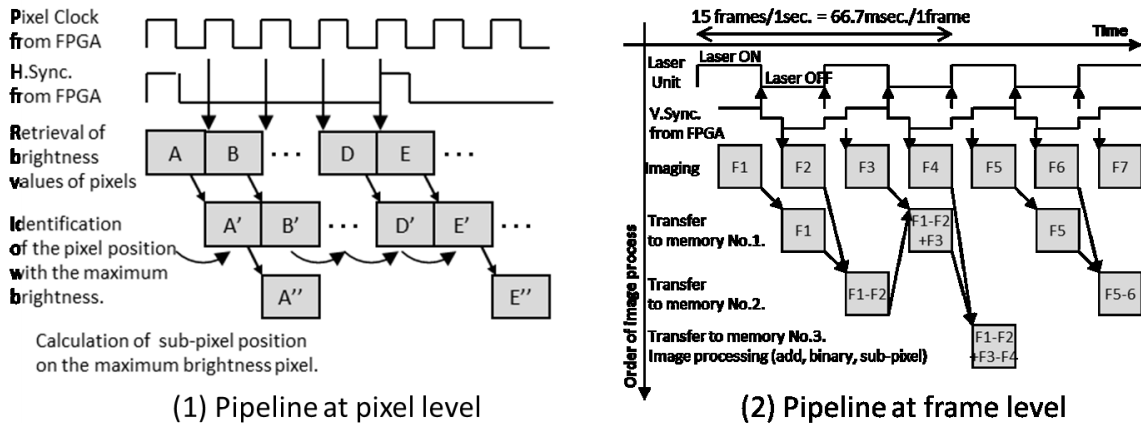 Pixel Clock
from FPGA
H.Sync.
from FPGA
Retrieval of
brightness
values of pixels
A B ··· D E ···
Identification
of the pixel position
with the maximum
brightness.
A' B' ··· D' E' ···
A'' E''
Calculation of sub-pixel position
on the maximum brightness pixel.
(1) Pipeline at pixel level
15 frames/1sec. = 66.7msec./1frame
Time
Laser
Unit
Laser ON
Laser OFF
V.Sync.
from FPGA
Imaging
F1 F2 F3 F4 F5 F6 F7
Transfer
to memory No.1.
F1
F1-F2
+F3
F5
Transfer
to memory No.2.
F1-F2
F5-6
Transfer to memory No.3.
Image processing (add, binary, sub-pixel)
F1-F2
+F3-F4
Order of image process
(2) Pipeline at frame level